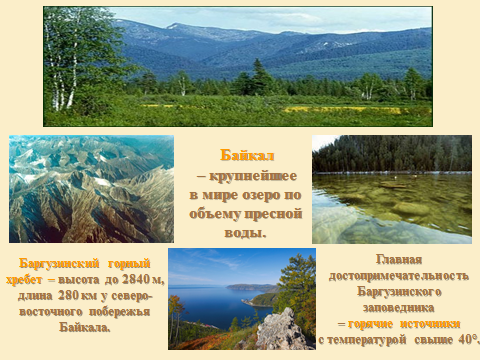 Байкал
– крупнейшее
в мире озеро по
объему пресной
воды.
Баргузинский горный
хребет – высота до 2840 м,
длина 280 км у северо-
восточного побережья
Байкала.
Главная
достопримечательность
Баргузинского
заповедника
– горячие источники
с температурой свыше 40°.